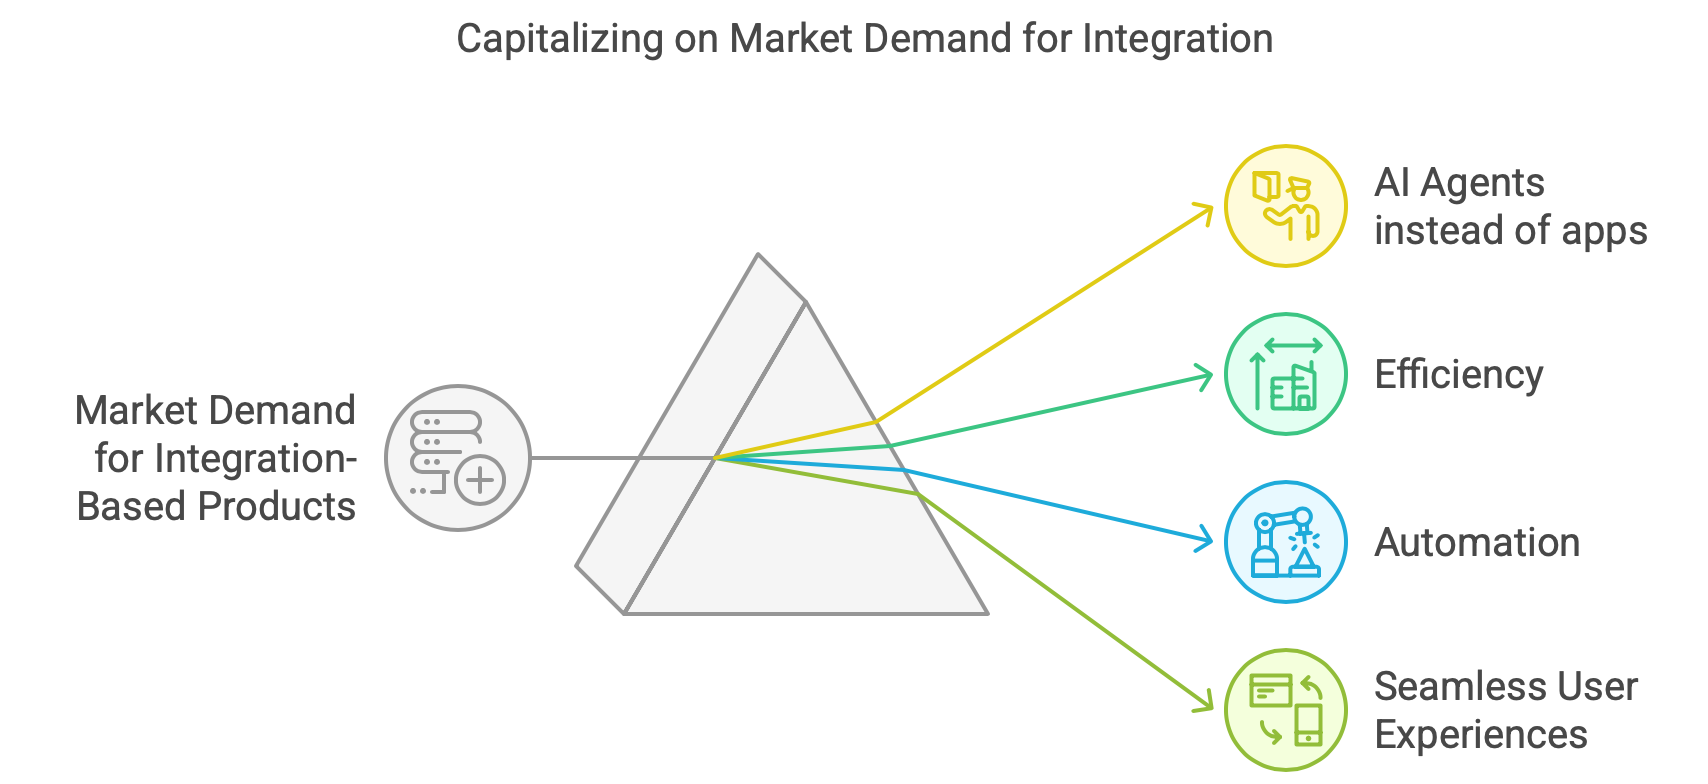 Capitalizing on Market Demand for Integration
Market Demand
for Integration-
Based Products
AI Agents
instead of apps
Efficiency
Automation
Seamless User
Experiences